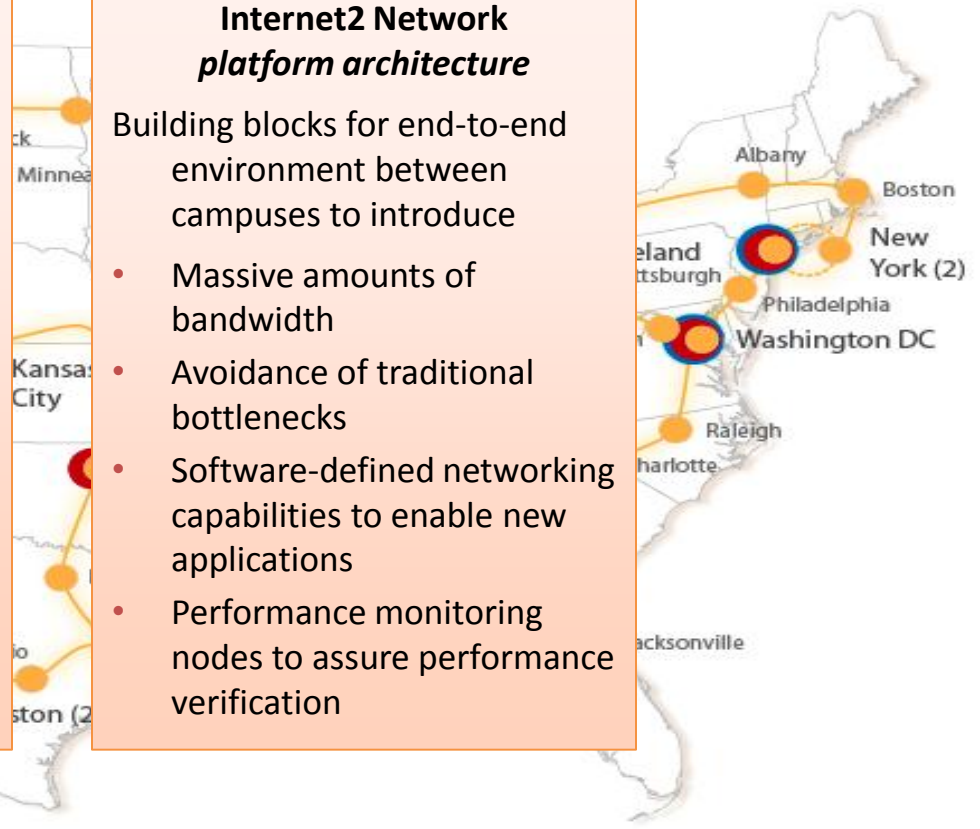 Internet2 Network
platform architecture
Building blocks for end-to-end
environment between
campuses to introduce
• Massive amounts of
bandwidth
• Avoidance of traditional
bottlenecks
• Software-defined networking
capabilities to enable new
applications
• Performance monitoring
nodes to assure performance
verification
Albany
Boston
New
York (2)
Philadelphia
Washington DC
Raleigh
City